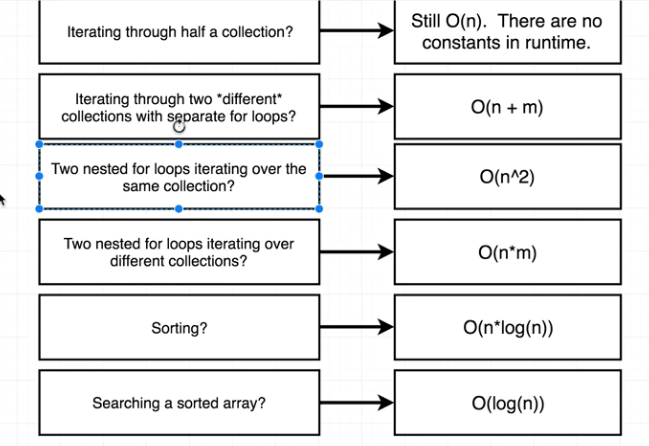 Iterating through half a collection?
Still O(n).  There are no
constants in runtime.
Iterating through two *different*
collections with separate for loops?
O(n + m)
Two nested for loops iterating over the
same collection?
O(n^2)
Two nested for loops iterating over
different collections?
O(n*m)
Sorting?
O(n*log(n))
Searching a sorted array?
O(log(n))